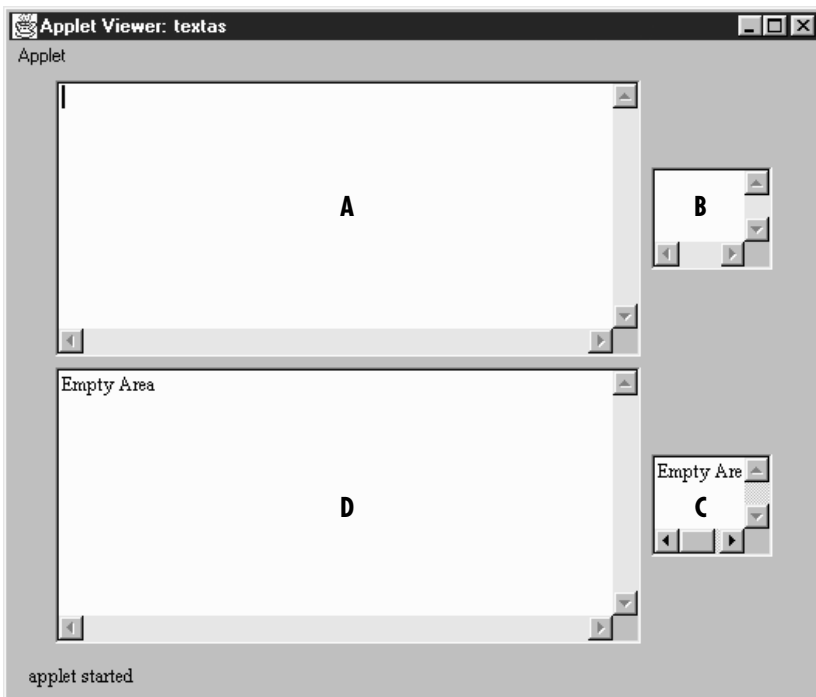 Applet Viewer: textas
Applet
A
B
Empty Area
D
Empty Are
C
applet started